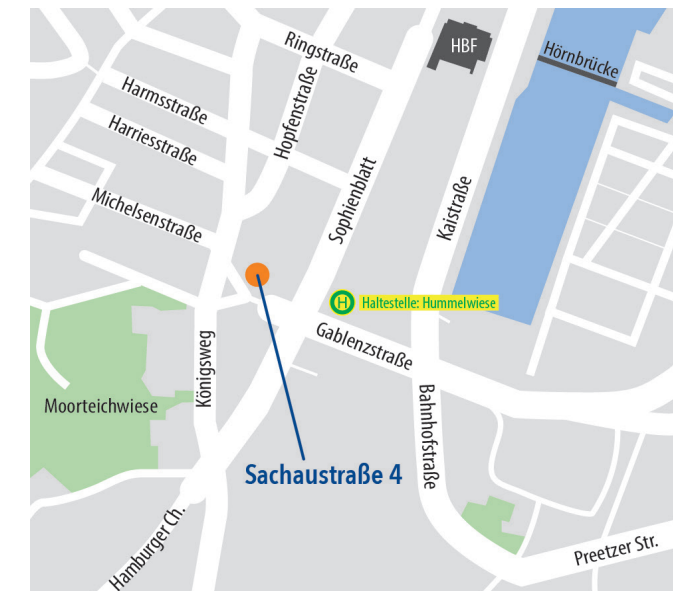 HBF
Ringstraße
Hörnbrücke
Harmsstraße
Hopfenstraße
Harriesstraße
Sophienblatt
Kaistraße
Michelsenstraße
H Haltestelle: Hummelwiese
Gablenzstraße
Königsweg
Moorteichwiese
Bahnhofstraße
Sachaustraße 4
Hamburger Ch.
Preetzer Str.